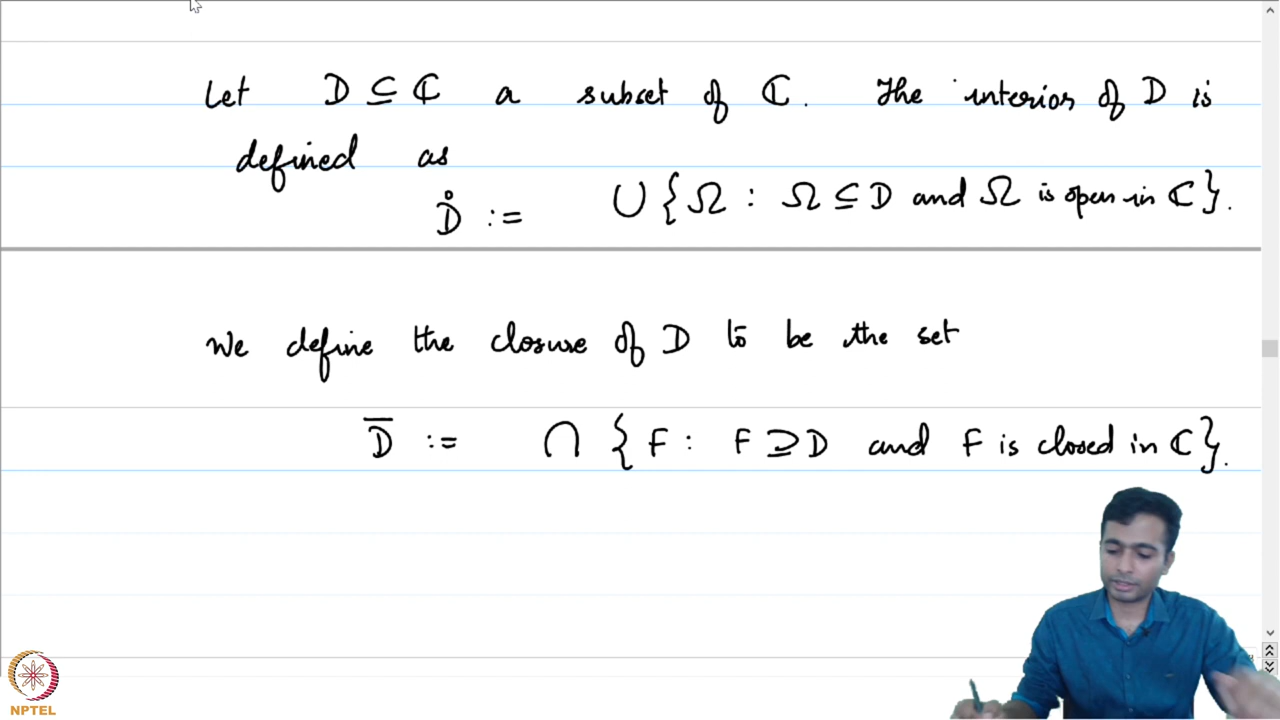 Let D ⊆ ℂ a subset of ℂ. The interior of D is
defined as
D̊ := ∪ {Ω : Ω ⊆ D and Ω is open in ℂ}.
We define the closure of D to be the set
D̅ := ∩ {F : F ⊇ D and F is closed in ℂ}.
NPTEL